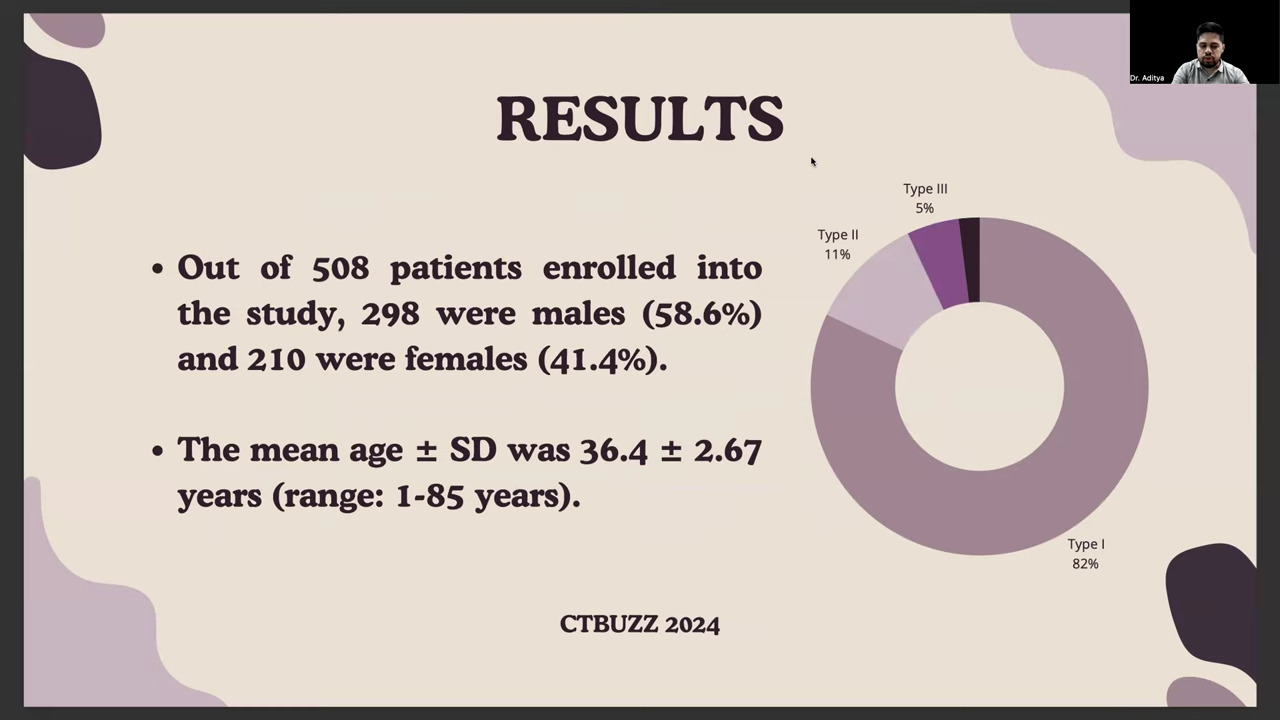 Dr. Aditya
RESULTS
• Out of 508 patients enrolled into
the study, 298 were males (58.6%)
and 210 were females (41.4%).
• The mean age ± SD was 36.4 ± 2.67
years (range: 1-85 years).
Type III
5%
Type II
11%
Type I
82%
CTBUZZ 2024